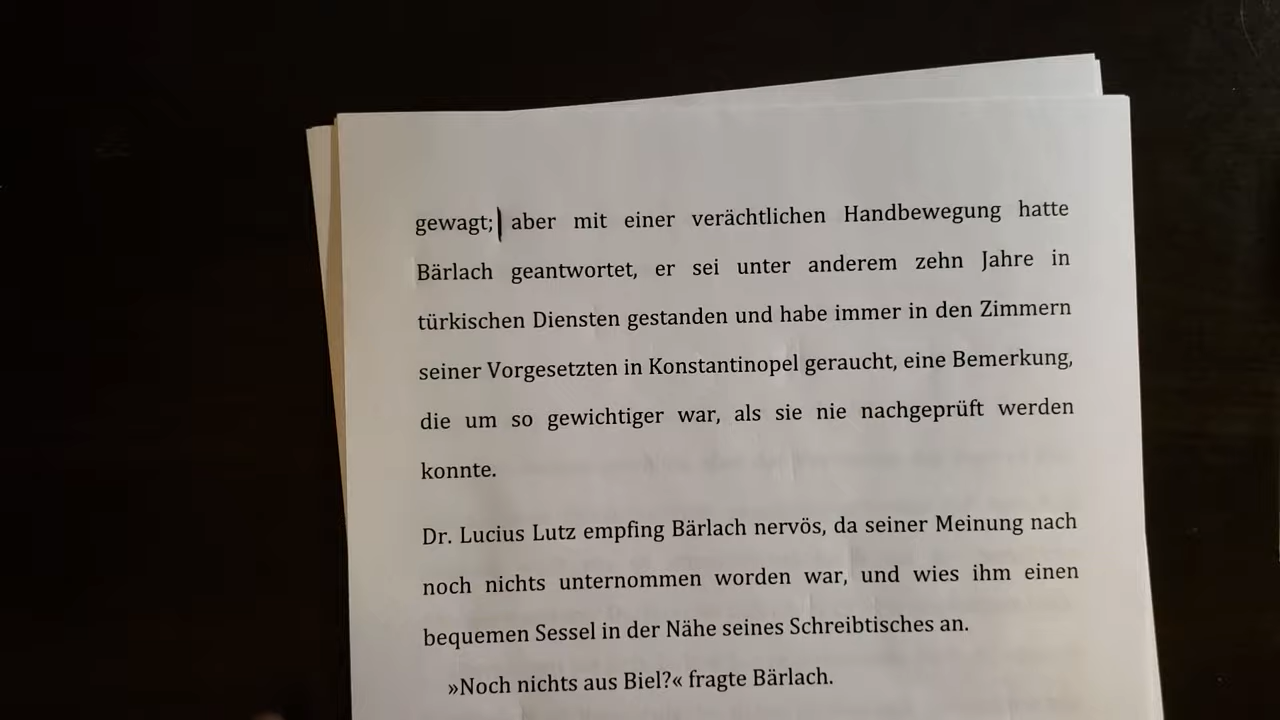 gewagt; aber mit einer verächtlichen Handbewegung hatte
Bärlach geantwortet, er sei unter anderem zehn Jahre in
türkischen Diensten gestanden und habe immer in den Zimmern
seiner Vorgesetzten in Konstantinopel geraucht, eine Bemerkung,
die um so gewichtiger war, als sie nie nachgeprüft werden
konnte.
Dr. Lucius Lutz empfing Bärlach nervös, da seiner Meinung nach
noch nichts unternommen worden war, und wies ihm einen
bequemen Sessel in der Nähe seines Schreibtisches an.
»Noch nichts aus Biel?« fragte Bärlach.